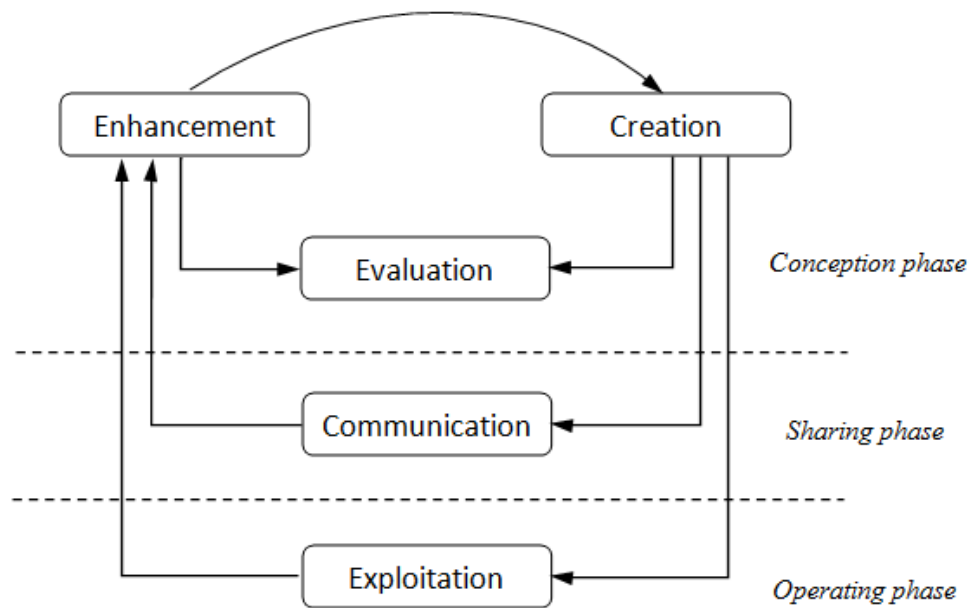 Enhancement
Creation
Evaluation
Conception phase
Communication
Sharing phase
Exploitation
Operating phase